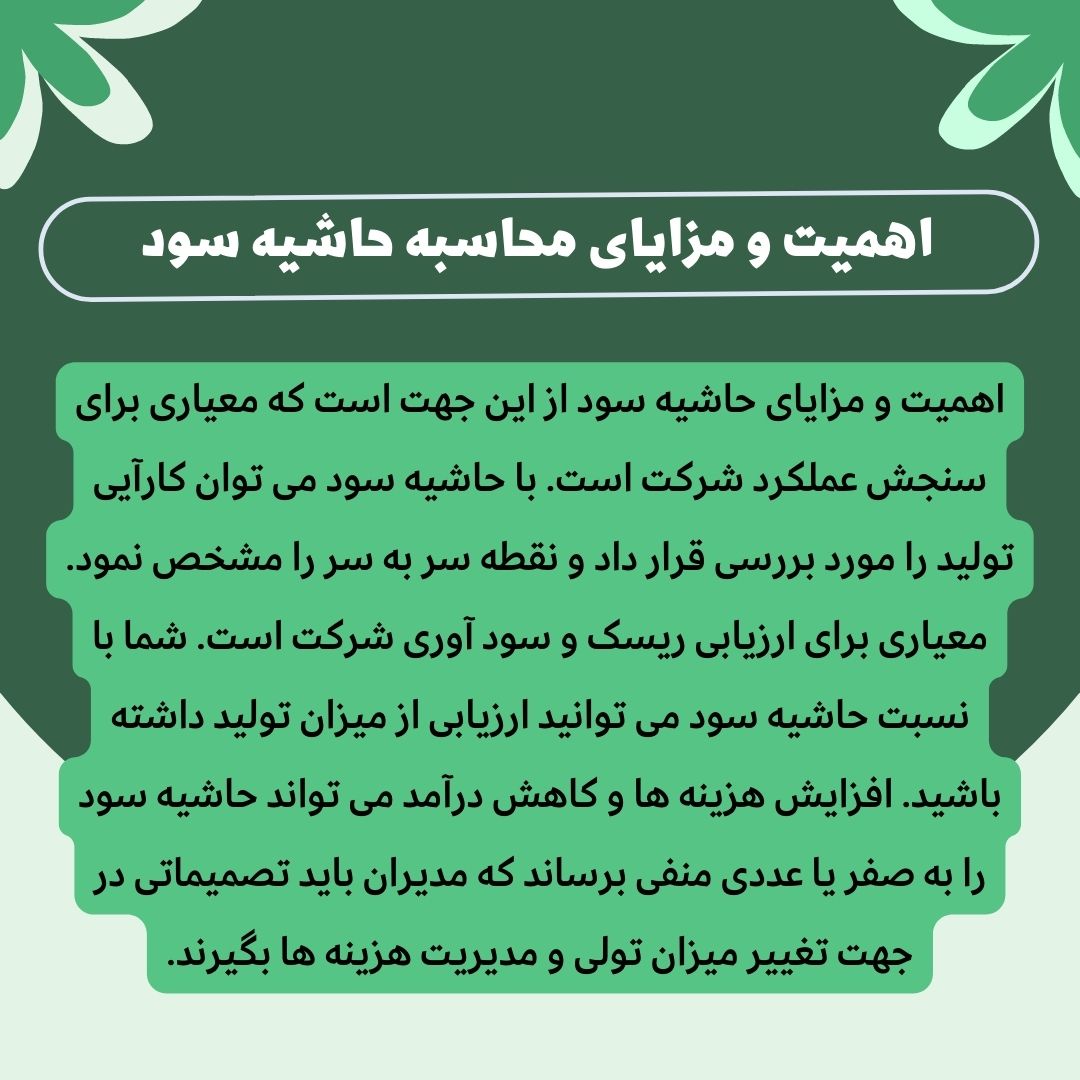 اهمیت و مزایای محاسبه حاشیه سود
اهمیت و مزایای حاشیه سود از این جهت است که معیاری برای
سنجش عملکرد شرکت است. با حاشیه سود می توان کارآیی
تولید را مورد بررسی قرار داد و نقطه سر به سر را مشخص نمود.
معیاری برای ارزیابی ریسک و سود آوری شرکت است. شما با
نسبت حاشیه سود می توانید ارزیابی از میزان تولید داشته
باشید. افزایش هزینه ها و کاهش درآمد می تواند حاشیه سود
را به صفر یا عددی منفی برساند که مدیران باید تصمیماتی در
جهت تغییر میزان تولی و مدیریت هزینه ها بگیرند.